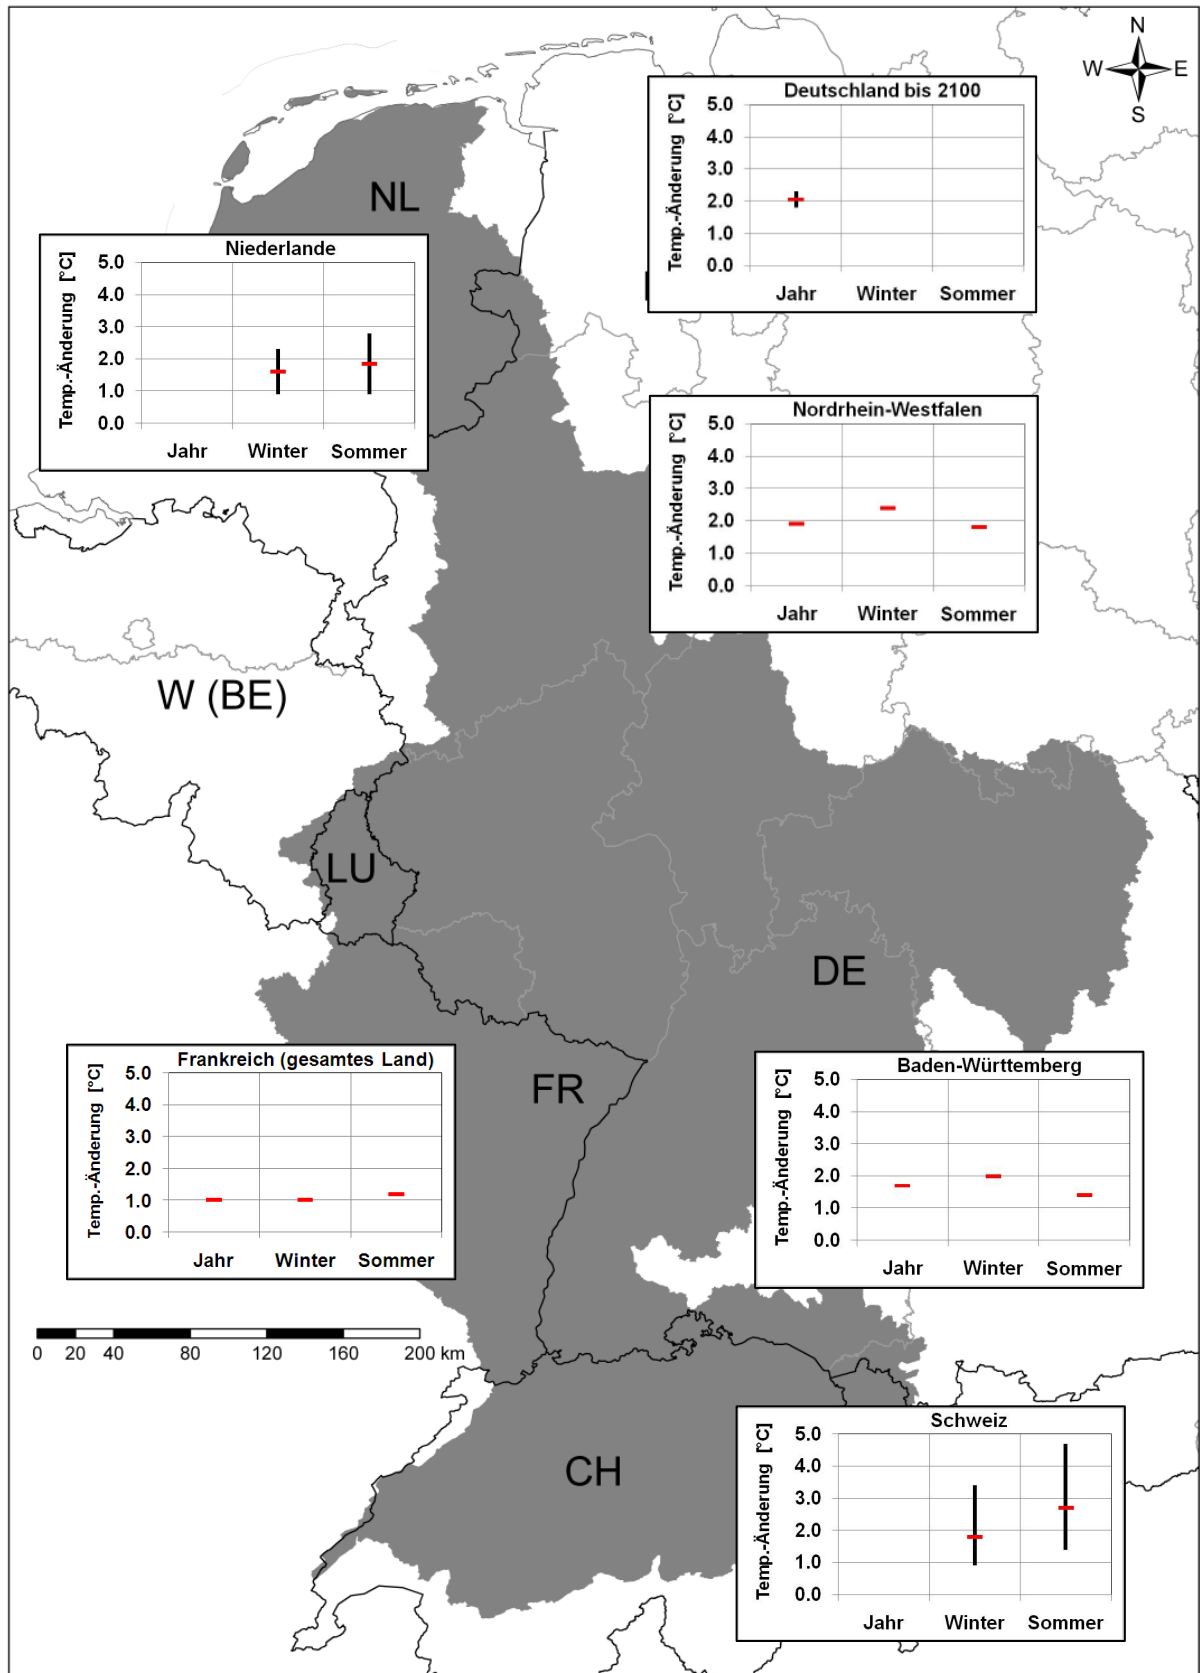 N
W E
S
Deutschland bis 2100
Temp.-Änderung [°C]
5.0
4.0
3.0
2.0
1.0
0.0
Jahr Winter Sommer
NL
Niederlande
Temp.-Änderung [°C]
5.0
4.0
3.0
2.0
1.0
0.0
Jahr Winter Sommer
Nordrhein-Westfalen
Temp.-Änderung [°C]
5.0
4.0
3.0
2.0
1.0
0.0
Jahr Winter Sommer
W (BE)
LU
DE
Frankreich (gesamtes Land)
Temp.-Änderung [°C]
5.0
4.0
3.0
2.0
1.0
0.0
Jahr Winter Sommer
FR
Baden-Württemberg
Temp.-Änderung [°C]
5.0
4.0
3.0
2.0
1.0
0.0
Jahr Winter Sommer
0 20 40 80 120 160 200 km
CH
Schweiz
Temp.-Änderung [°C]
5.0
4.0
3.0
2.0
1.0
0.0
Jahr Winter Sommer